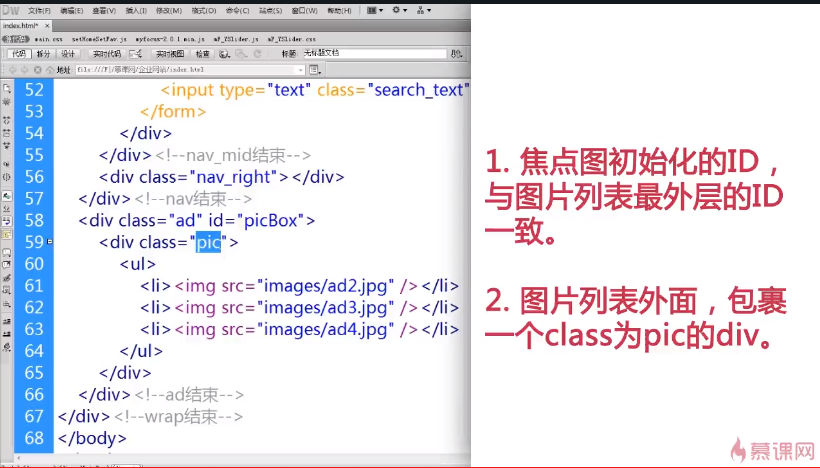 文件(F) 编辑(E) 查看(V) 插入(I) 修改(M) 格式(O) 命令(C) 站点(S) 窗口(W) 帮助(H)
index.html* ×
main.css setHomeSetFav.js myfocus-2.0.1.min.js mF_YSlider.js mF_YSlider.css
代码 拆分 设计 实时代码 实时视图 检查 标题: 无标题文档
地址: file:///F|/慕课网/企业网站/index.html
52 <input type="text" class="search_text"
53 </form>
54 </div>
55 </div><!--nav_mid结束-->
56 <div class="nav_right"></div>
57 </div><!--nav结束-->
58 <div class="ad" id="picBox">
59 <div class="pic">
60 <ul>
61 <li><img src="images/ad2.jpg" /></li>
62 <li><img src="images/ad3.jpg" /></li>
63 <li><img src="images/ad4.jpg" /></li>
64 </ul>
65 </div>
66 </div><!--ad结束-->
67 </div><!--wrap结束-->
68 </body>
1. 焦点图初始化的ID，
与图片列表最外层的ID
一致。
2. 图片列表外面，包裹
一个class为pic的div。
慕课网